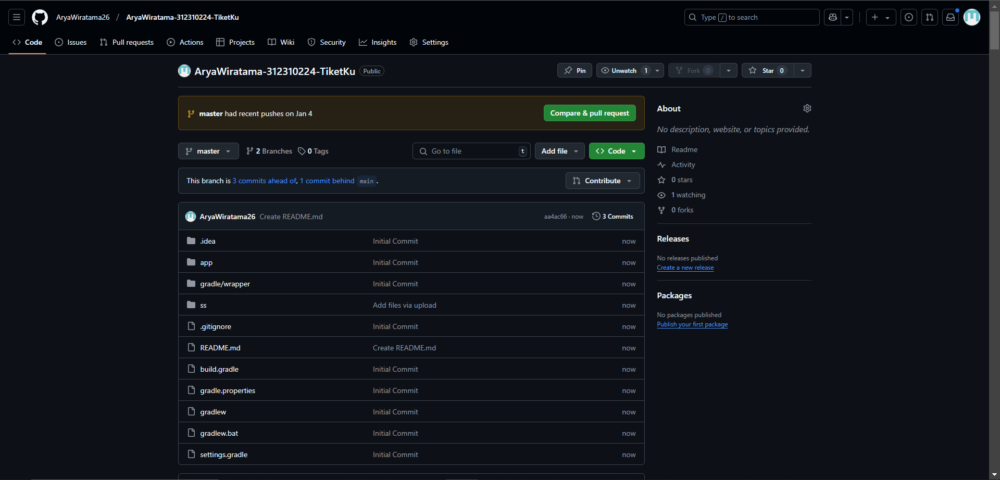 AryaWiratama26 / AryaWiratama-312310224-TiketKu Type / to search
Code Issues Pull requests Actions Projects Wiki Security Insights Settings
AryaWiratama-312310224-TiketKu Public Pin Unwatch 1 Fork 0 Star 0
master had recent pushes on Jan 4 Compare & pull request
master 2 Branches 0 Tags Go to file t Add file Code
This branch is 3 commits ahead of, 1 commit behind main.
Contribute
AryaWiratama26 Create README.md aa4ac66 · now 3 Commits
.idea Initial Commit now
app Initial Commit now
gradle/wrapper Initial Commit now
ss Add files via upload now
.gitignore Initial Commit now
README.md Create README.md now
build.gradle Initial Commit now
gradle.properties Initial Commit now
gradlew Initial Commit now
gradlew.bat Initial Commit now
settings.gradle Initial Commit now
About
No description, website, or topics provided.
Readme
Activity
0 stars
1 watching
0 forks
Releases
No releases published
Create a new release
Packages
No packages published
Publish your first package